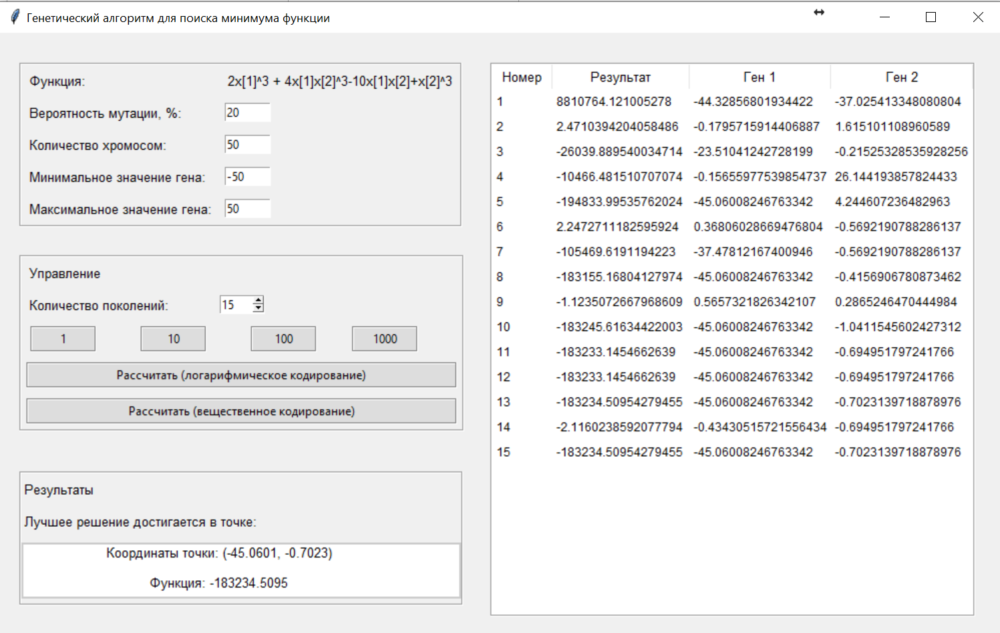 Генетический алгоритм для поиска минимума функции
Функция: 2x[1]^3 + 4x[1]x[2]^3-10x[1]x[2]+x[2]^3
Вероятность мутации, %: 20
Количество хромосом: 50
Минимальное значение гена: -50
Максимальное значение гена: 50
Управление
Количество поколений: 15
1 10 100 1000
Рассчитать (логарифмическое кодирование)
Рассчитать (вещественное кодирование)
Результаты
Лучшее решение достигается в точке:
Координаты точки: (-45.0601, -0.7023)
Функция: -183234.5095
Номер Результат Ген 1 Ген 2
1 8810764.121005278 -44.32856801934422 -37.025413348080804
2 2.4710394204058486 -0.1795715914406887 1.615101108960589
3 -26039.889540034714 -23.51041242728199 -0.21525328535928256
4 -10466.481510707074 -0.15655977539854737 26.144193857824433
5 -194833.99535762024 -45.06008246763342 4.244607236482963
6 2.2472711182595924 0.36806028669476804 -0.5692190788286137
7 -105469.6191194223 -37.47812167400946 -0.5692190788286137
8 -183155.16804127974 -45.06008246763342 -0.4156906780873462
9 -1.1235072667968609 0.5657321826342107 0.2865246470444984
10 -183245.61634422003 -45.06008246763342 -1.0411545602427312
11 -183233.1454662639 -45.06008246763342 -0.694951797241766
12 -183233.1454662639 -45.06008246763342 -0.694951797241766
13 -183234.50954279455 -45.06008246763342 -0.7023139718878976
14 -2.1160238592077794 -0.43430515721556434 -0.694951797241766
15 -183234.50954279455 -45.06008246763342 -0.7023139718878976